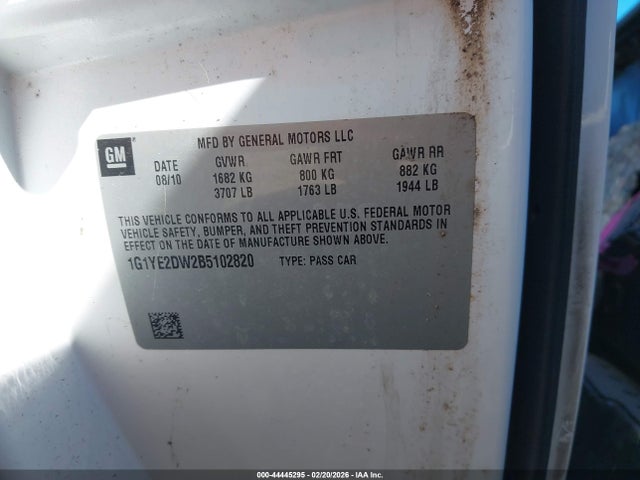 MFD BY GENERAL MOTORS LLC
GM
DATE GVWR GAWR FRT GAWR RR
08/10 1682 KG 800 KG 882 KG
3707 LB 1763 LB 1944 LB
THIS VEHICLE CONFORMS TO ALL APPLICABLE U.S. FEDERAL MOTOR
VEHICLE SAFETY, BUMPER, AND THEFT PREVENTION STANDARDS IN
EFFECT ON THE DATE OF MANUFACTURE SHOWN ABOVE.
1G1YE2DW2B5102820 TYPE: PASS CAR
000-44445295 - 02/20/2026 - IAA Inc.